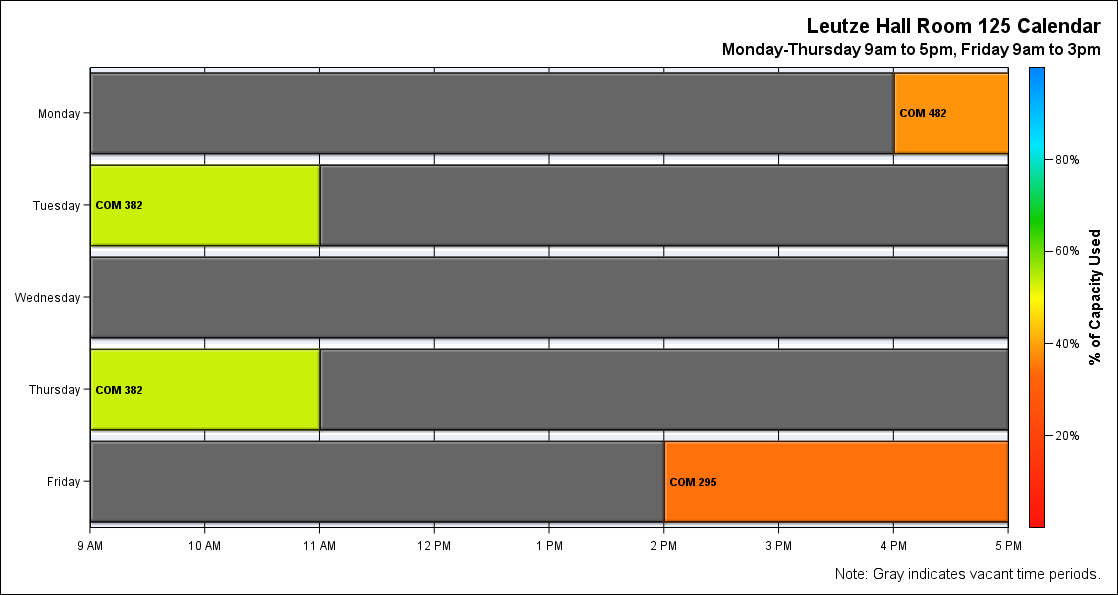 Leutze Hall Room 125 Calendar
Monday-Thursday 9am to 5pm, Friday 9am to 3pm
Monday
COM 482
Tuesday
COM 382
Wednesday
Thursday
COM 382
Friday
COM 295
9 AM 10 AM 11 AM 12 PM 1 PM 2 PM 3 PM 4 PM 5 PM
80%
60%
40%
20%
% of Capacity Used
Note: Gray indicates vacant time periods.